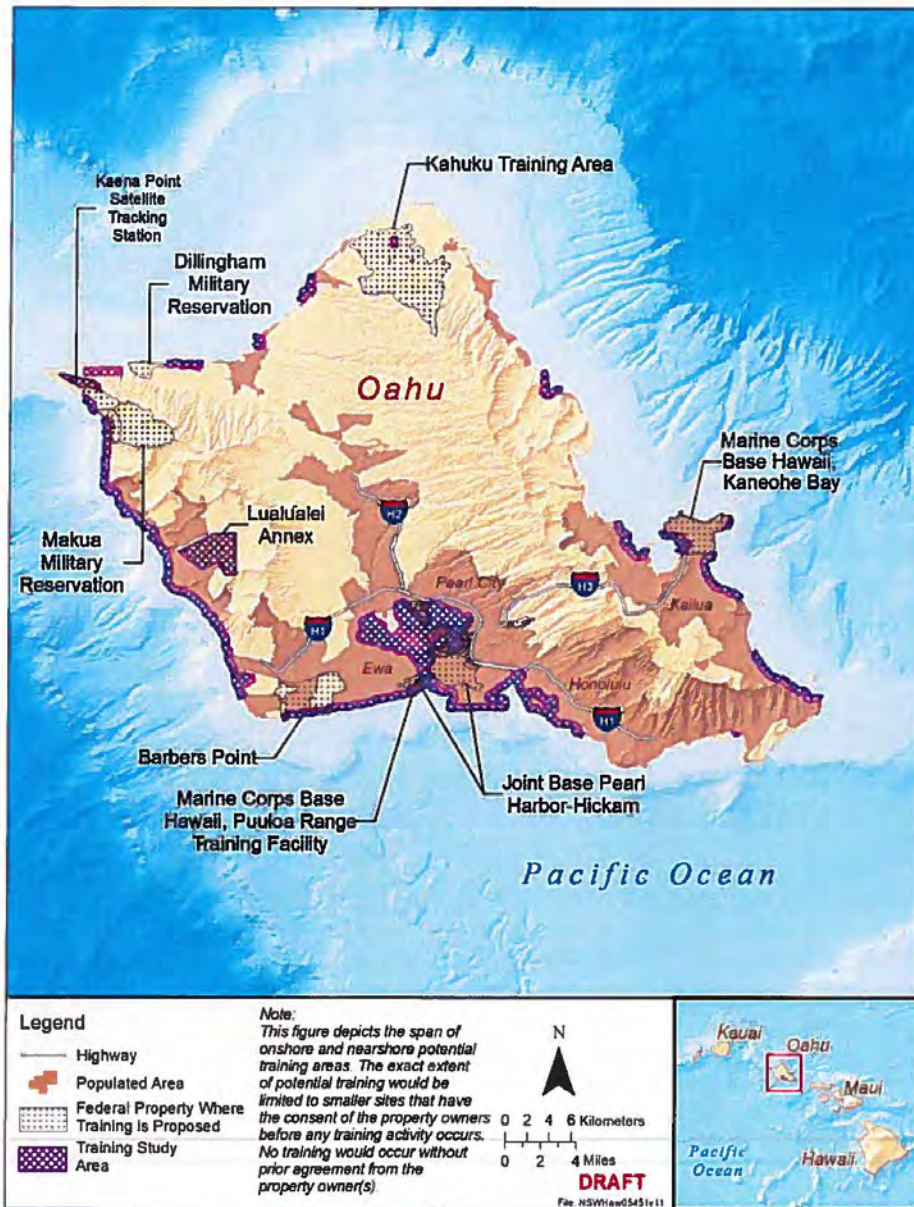 Kahuku Training Area
Kaena Point
Satellite
Tracking
Station
Dillingham
Military
Reservation
Oahu
Marine Corps
Base Hawaii,
Kaneohe Bay
H2
Lualualei
Annex
Makua
Military
Reservation
Pearl City
H3
Kailua
H1
Ewa
Honolulu
H1
Barbers Point
Marine Corps Base
Hawaii, Puuloa Range
Training Facility
Joint Base Pearl
Harbor-Hickam
Pacific Ocean
Legend
Highway
Populated Area
Federal Property Where
Training Is Proposed
Training Study
Area
Note:
This figure depicts the span of
onshore and nearshore potential
training areas. The exact extent
of potential training would be
limited to smaller sites that have
the consent of the property owners
before any training activity occurs.
No training would occur without
prior agreement from the
property owner(s).
N
0 2 4 6 Kilometers
0 2 4 Miles
DRAFT
File: NSWHaw05451v11
Kauai
Oahu
Maui
Pacific
Ocean
Hawaii